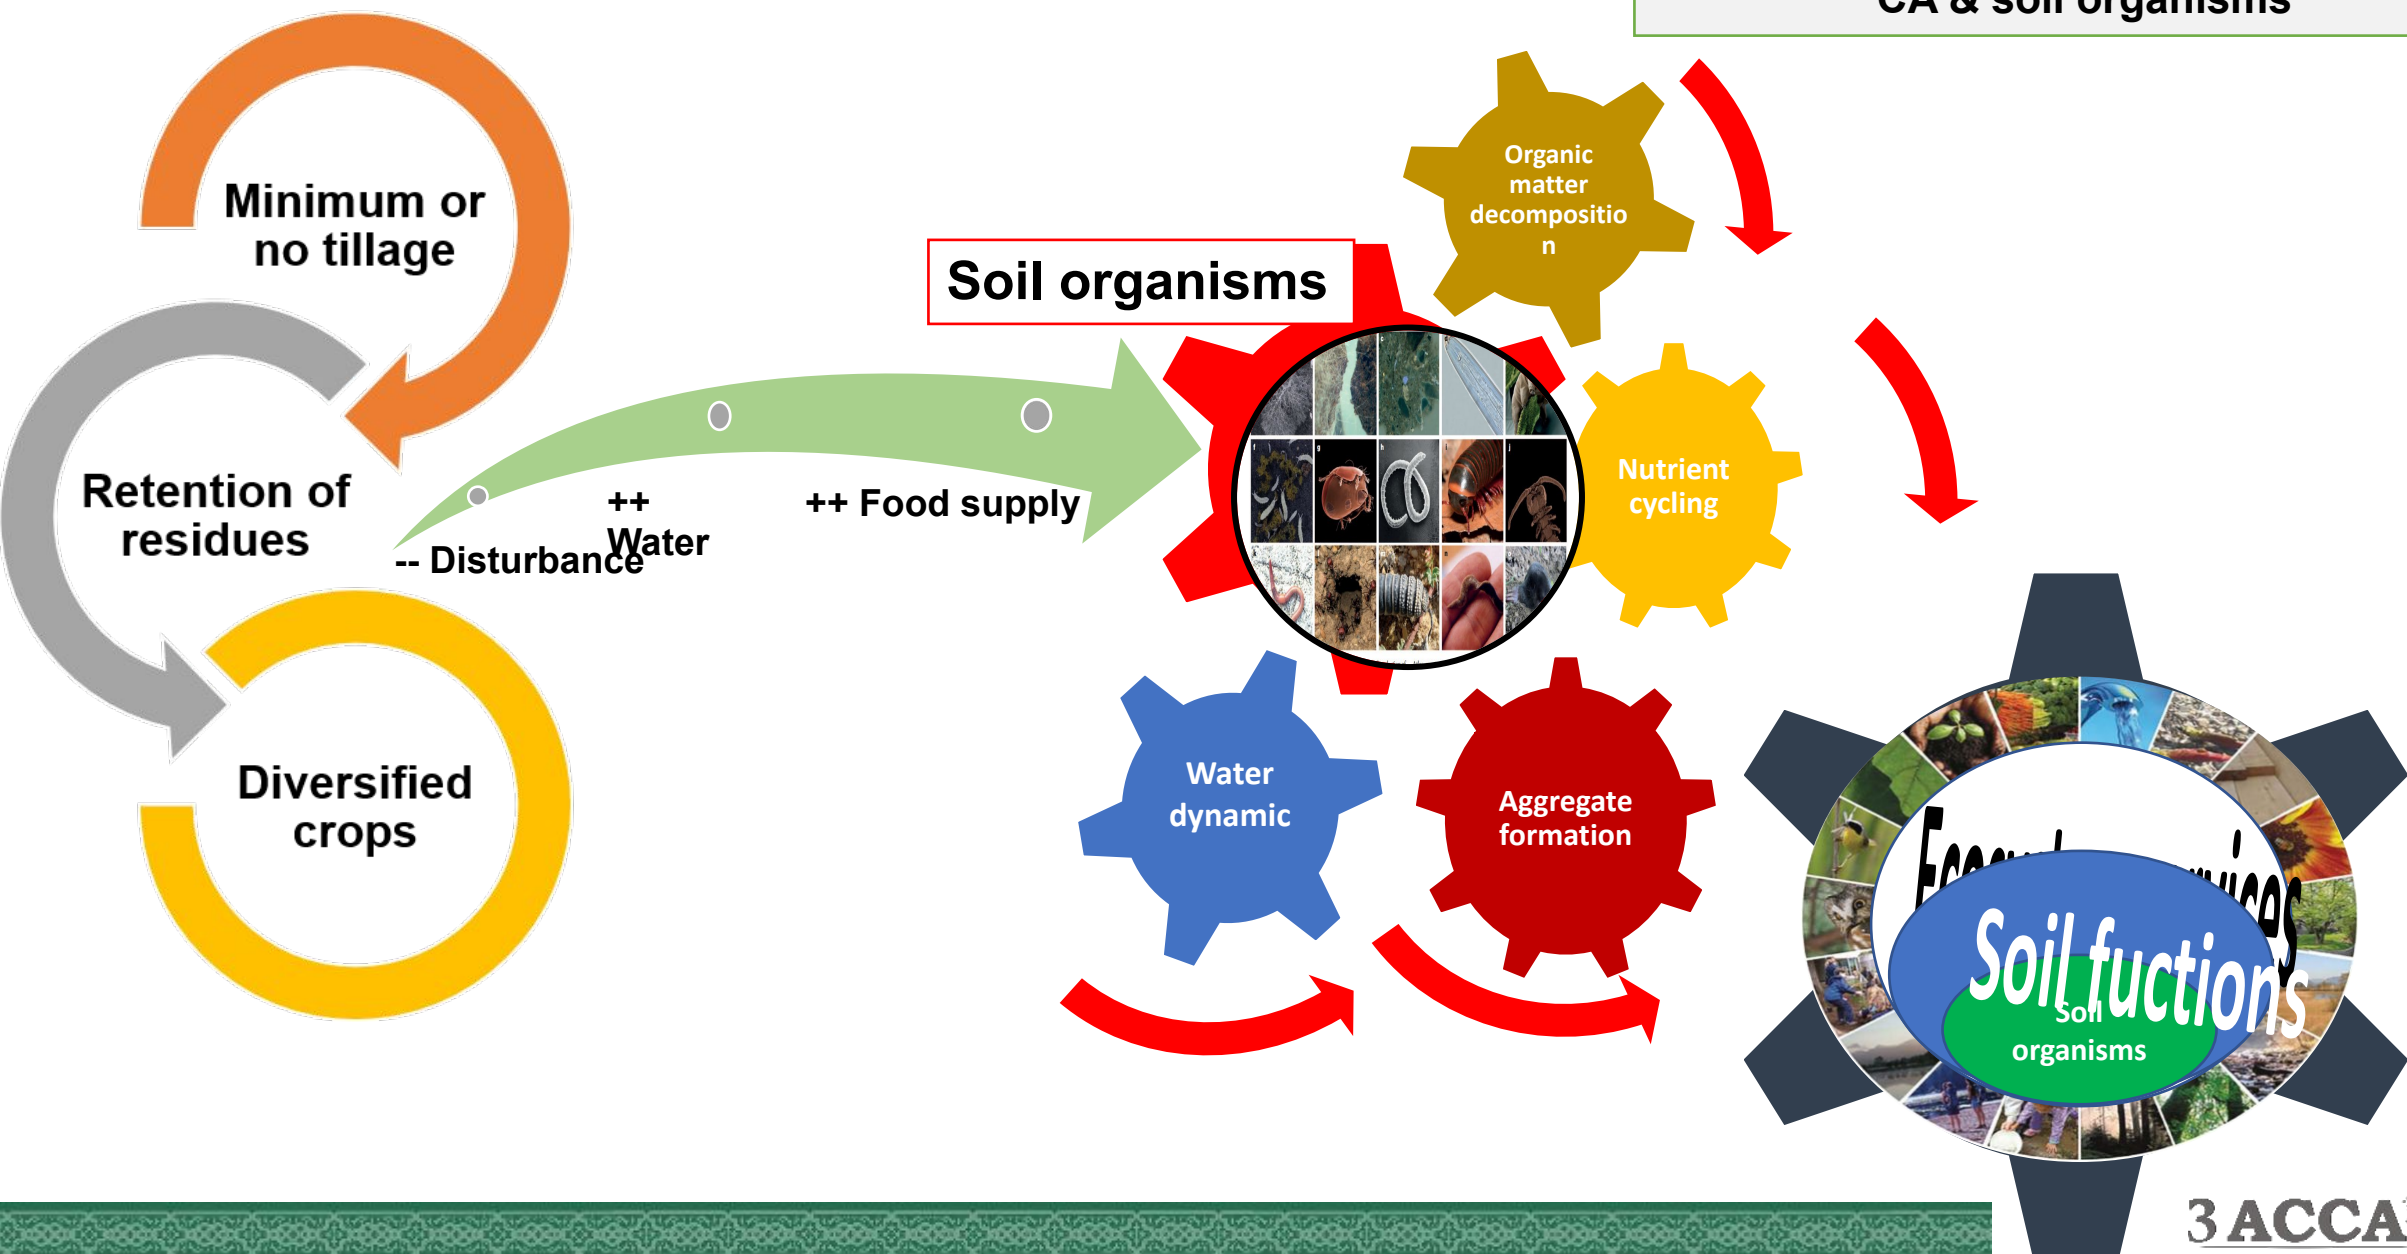 CA & soil organisms
Minimum or
no tillage
Retention of
residues
Diversified
crops
-- Disturbance
++
Water
++ Food supply
Soil organisms
Organic
matter
decompositio
n
Nutrient
cycling
Water
dynamic
Aggregate
formation
Soil fuctions
Soil
organisms
3 ACCA